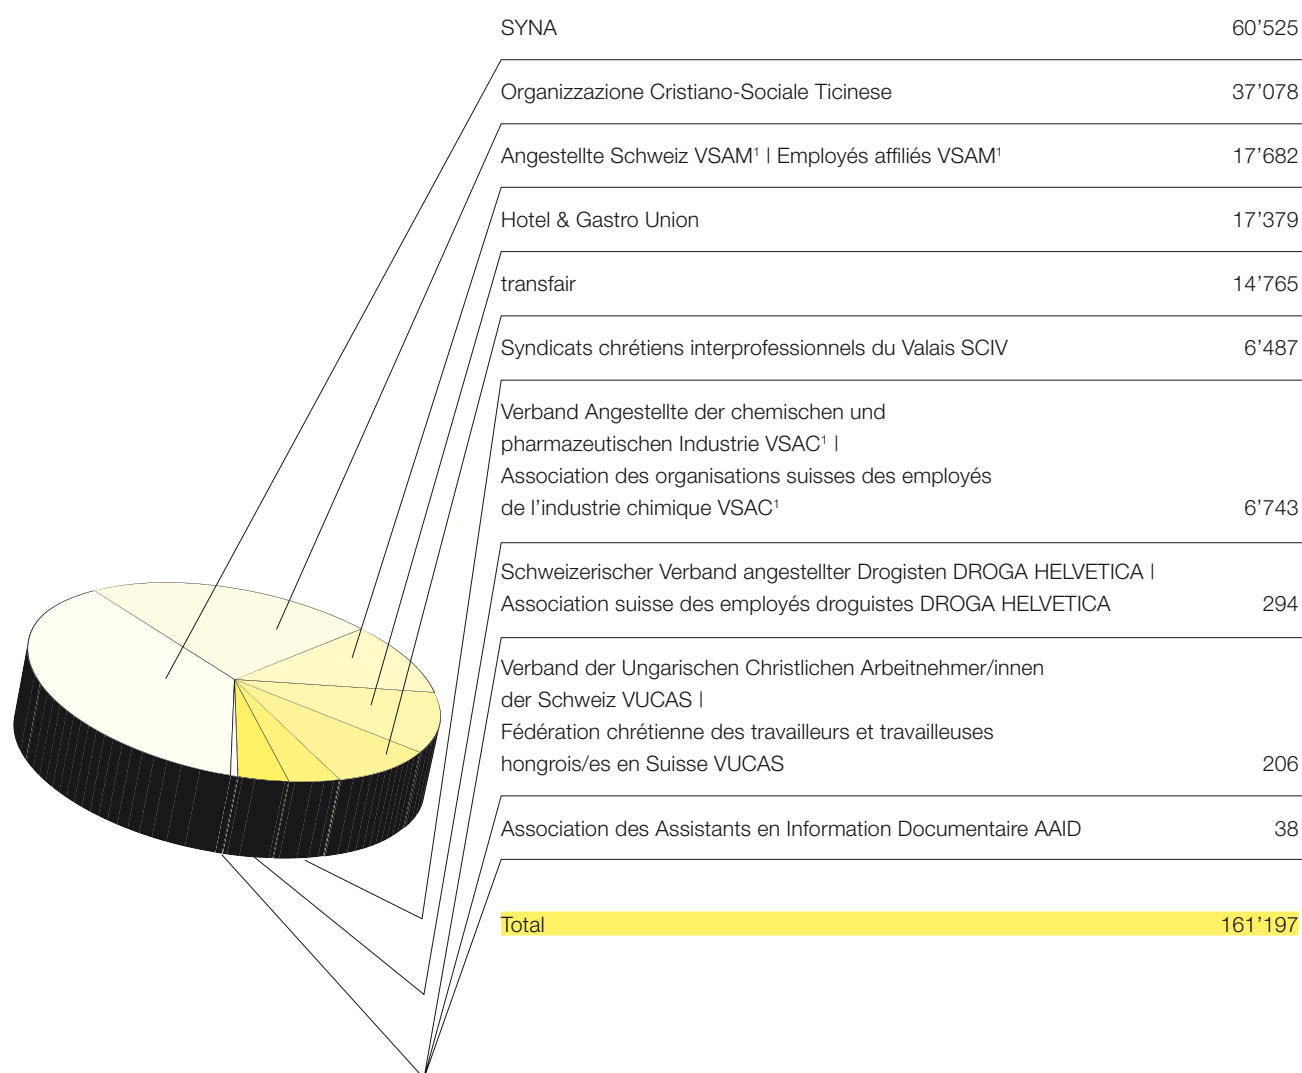 SYNA 60’525
Organizzazione Cristiano-Sociale Ticinese 37’078
Angestellte Schweiz VSAM¹ | Employés affiliés VSAM¹ 17’682
Hotel & Gastro Union 17’379
transfair 14’765
Syndicats chrétiens interprofessionnels du Valais SCIV 6’487
Verband Angestellte der chemischen und
pharmazeutischen Industrie VSAC¹ |
Association des organisations suisses des employés
de l’industrie chimique VSAC¹ 6’743
Schweizerischer Verband angestellter Drogisten DROGA HELVETICA |
Association suisse des employés droguistes DROGA HELVETICA 294
Verband der Ungarischen Christlichen Arbeitnehmer/innen
der Schweiz VUCAS |
Fédération chrétienne des travailleurs et travailleuses
hongrois/es en Suisse VUCAS 206
Association des Assistants en Information Documentaire AAID 38
Total 161’197